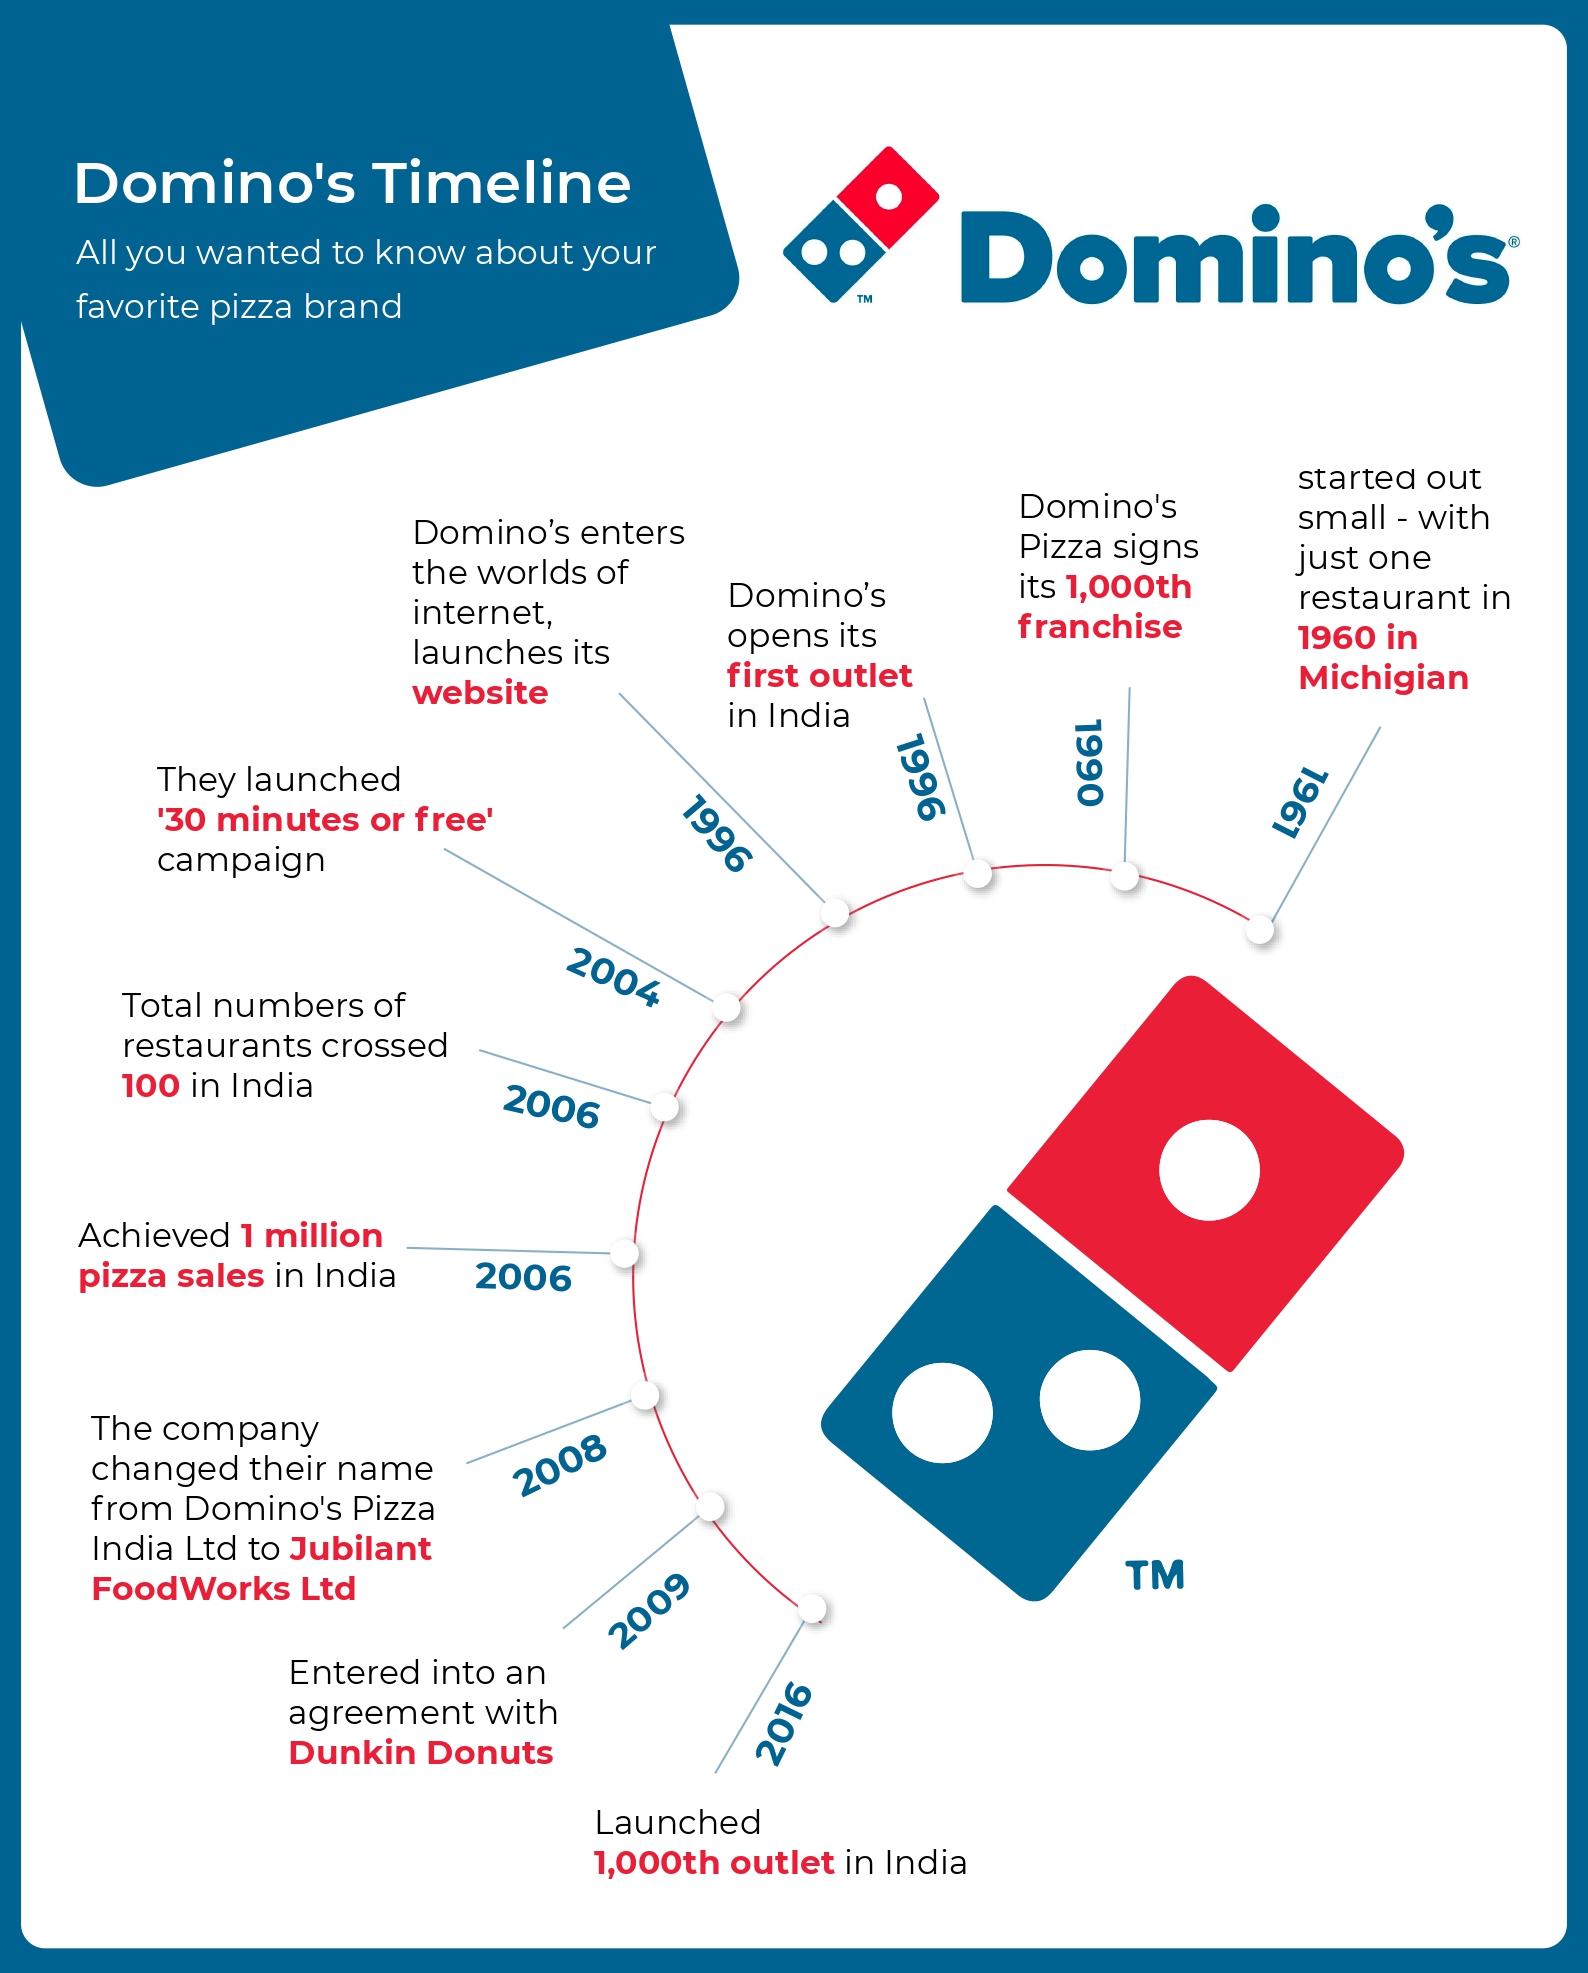 Domino's Timeline
All you wanted to know about your
favorite pizza brand
TM
Domino's®
started out
small - with
just one
restaurant in
1960 in
Michigian
1961
Domino's
Pizza signs
its 1,000th
franchise
1990
Domino’s
opens its
first outlet
in India
1996
Domino’s enters
the worlds of
internet,
launches its
website
1996
They launched
'30 minutes or free'
campaign
2004
Total numbers of
restaurants crossed
100 in India
2006
Achieved 1 million
pizza sales in India
2006
The company
changed their name
from Domino's Pizza
India Ltd to Jubilant
FoodWorks Ltd
2008
Entered into an
agreement with
Dunkin Donuts
2009
Launched
1,000th outlet in India
2016
TM